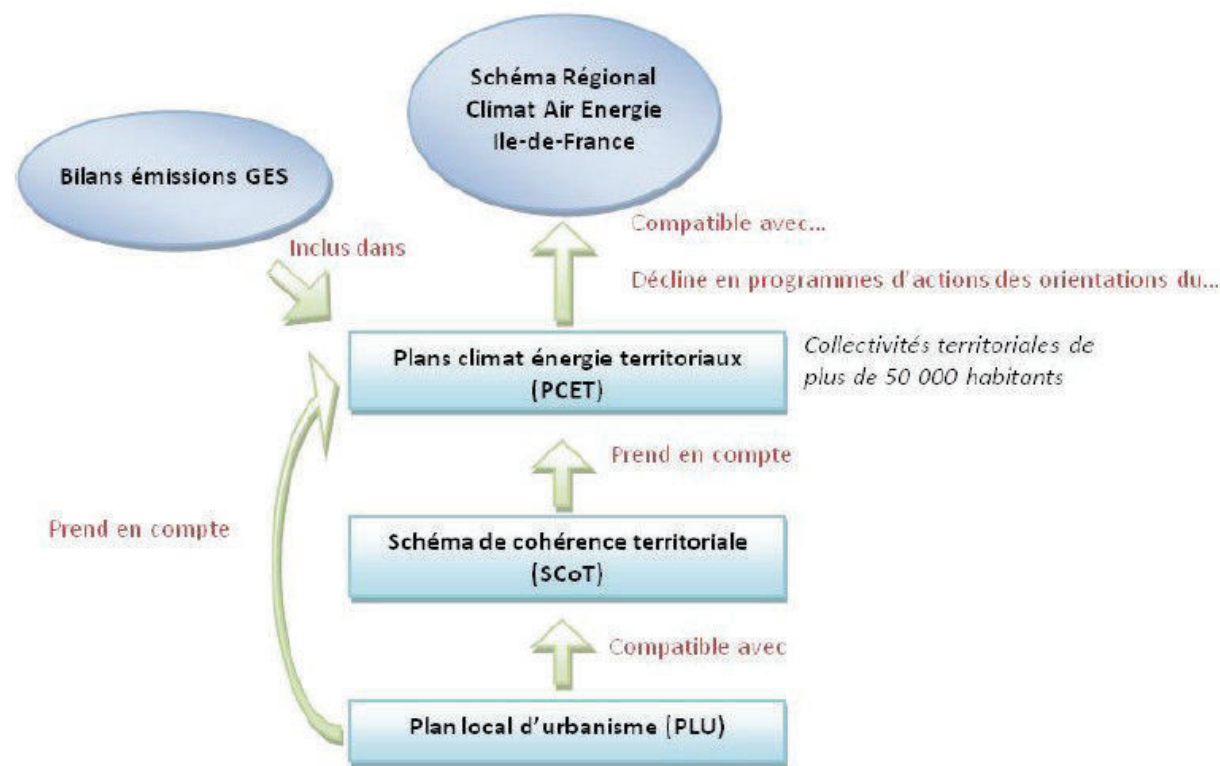 Schéma Régional
Climat Air Energie
Ile-de-France
Bilans émissions GES
Inclus dans
Compatible avec...
Décline en programmes d'actions des orientations du...
Plans climat énergie territoriaux
(PCET)
Collectivités territoriales de
plus de 50 000 habitants
Prend en compte
Prend en compte
Schéma de cohérence territoriale
(SCoT)
Compatible avec
Plan local d'urbanisme (PLU)